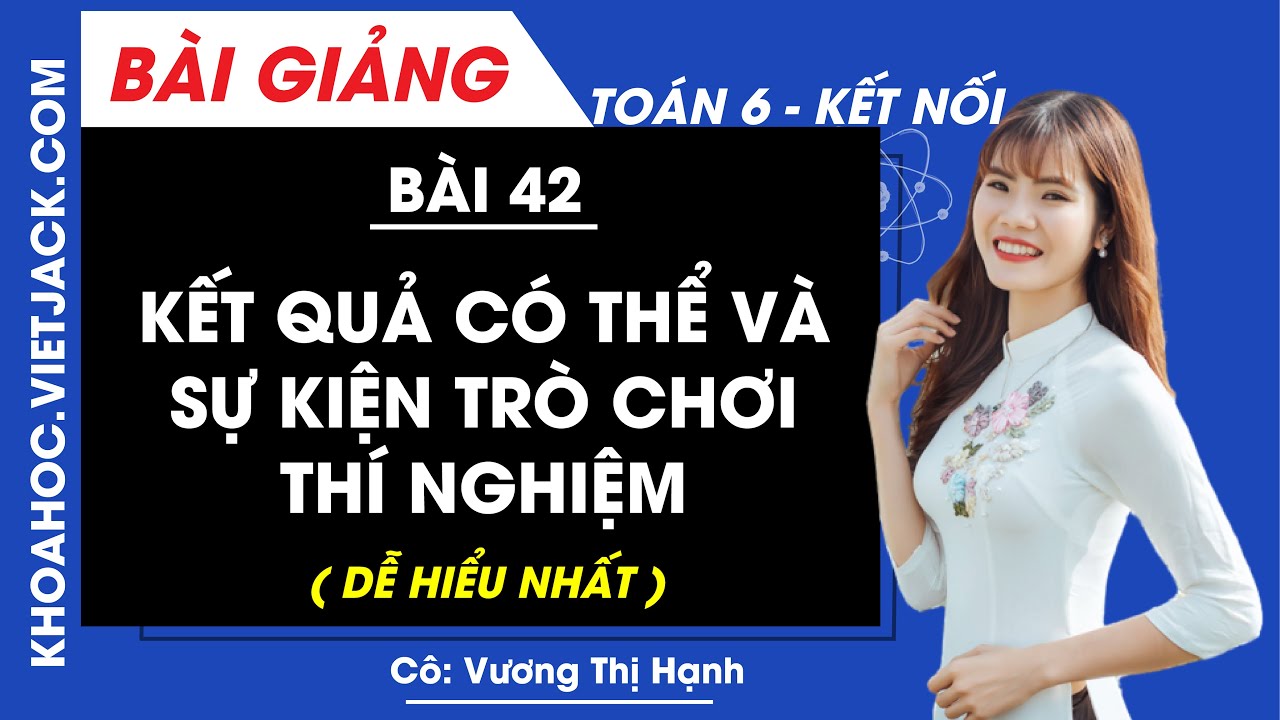 KHOAHOC.VIETJACK.COM
BÀI GIẢNG
TOÁN 6 - KẾT NỐI
BÀI 42
KẾT QUẢ CÓ THỂ VÀ
SỰ KIỆN TRÒ CHƠI
THÍ NGHIỆM
( DỄ HIỂU NHẤT )
Cô: Vương Thị Hạnh